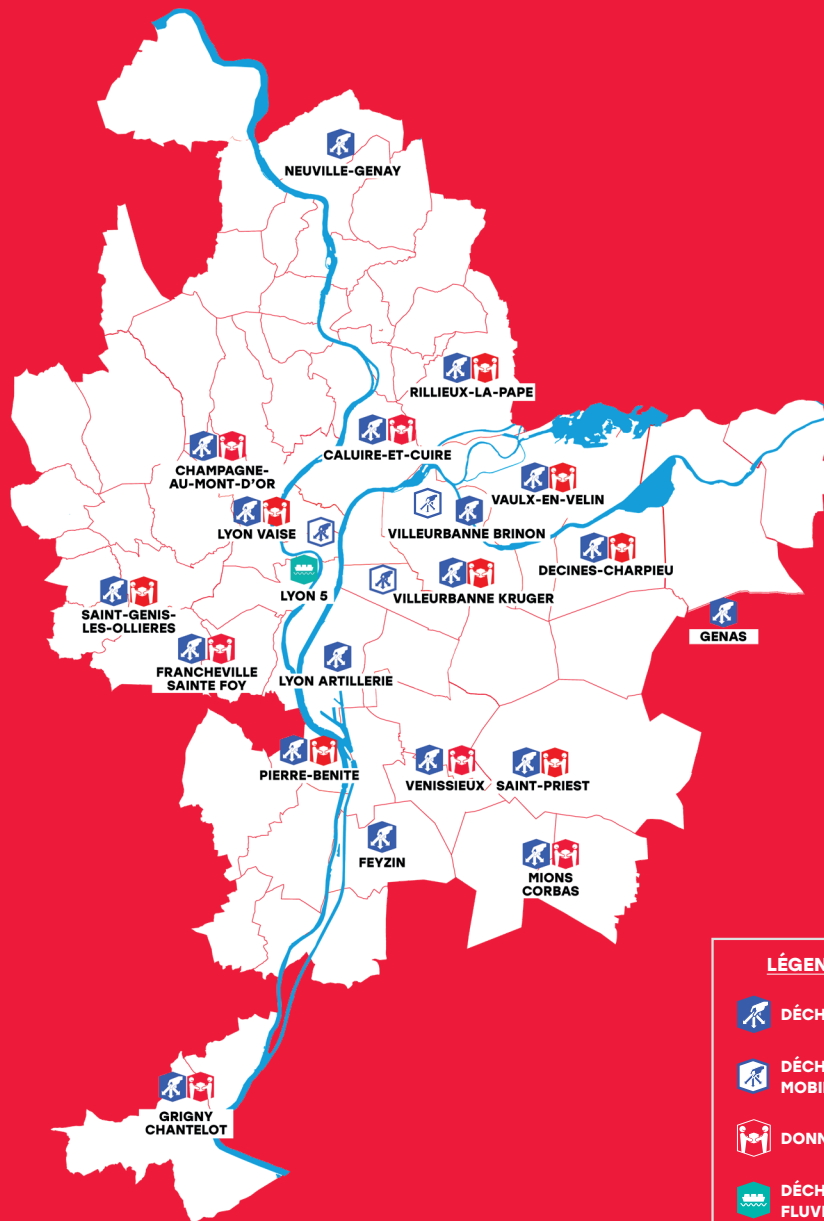 NEUVILLE-GENAY
RILLIEUX-LA-PAPE
CALUIRE-ET-CUIRE
CHAMPAGNE-
AU-MONT-D'OR
VAULX-EN-VELIN
LYON VAISE
VILLEURBANNE BRINON
DECINES-CHARPIEU
LYON 5
VILLEURBANNE KRUGER
SAINT-GENIS-
LES-OLLIERES
GENAS
FRANCHEVILLE
SAINTE FOY
LYON ARTILLERIE
PIERRE-BENITE
VENISSIEUX
SAINT-PRIEST
FEYZIN
MIONS
CORBAS
GRIGNY
CHANTELOT
LÉGEN
DÉCH
DÉCH
MOBI
DONN
DÉCH
FLUVI